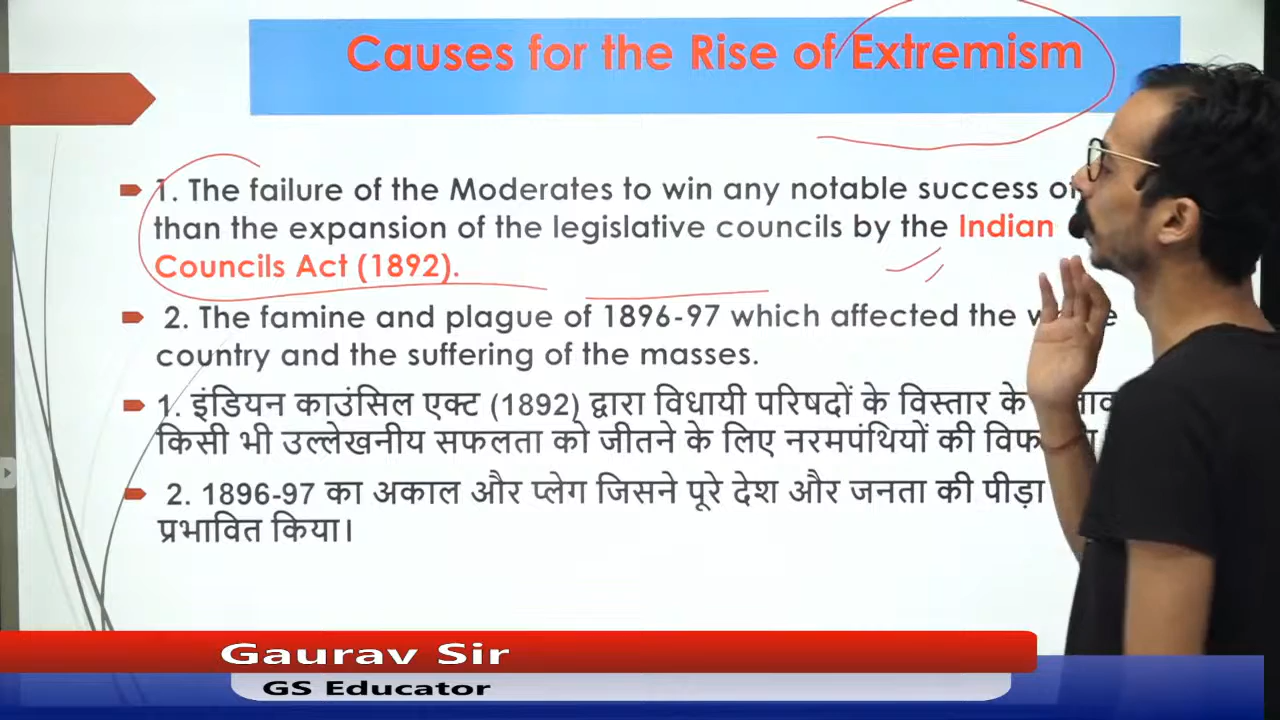 Causes for the Rise of Extremism
1. The failure of the Moderates to win any notable success
than the expansion of the legislative councils by the Indian
Councils Act (1892).
2. The famine and plague of 1896-97 which affected the
country and the suffering of the masses.
1. इंडियन काउंसिल एक्ट (1892) द्वारा विधायी परिषदों के विस्तार के
किसी भी उल्लेखनीय सफलता को जीतने के लिए नरमपंथियों की
2. 1896-97 का अकाल और प्लेग जिसने पूरे देश और जनता की पीड़ा
प्रभावित किया।
Gaurav Sir
GS Educator